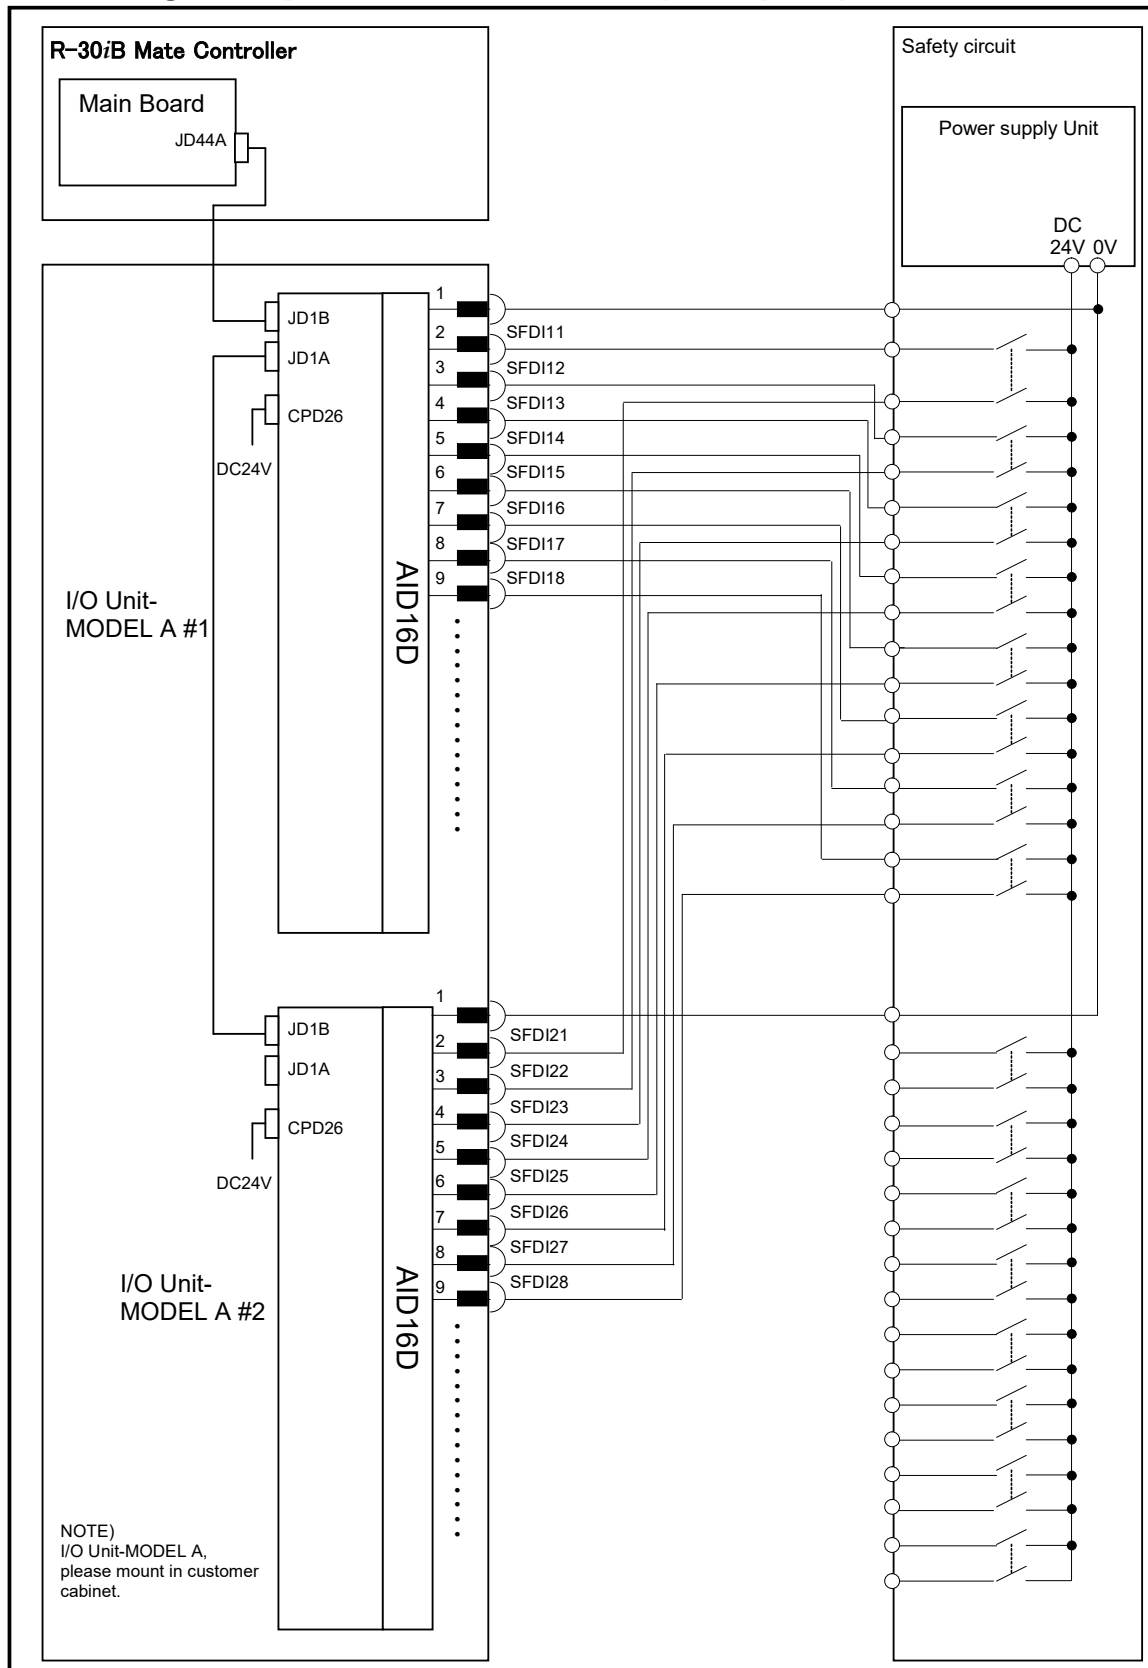 R-30iB Mate Controller
Main Board
JD44A
Safety circuit
Power supply Unit
DC
24V 0V
JD1B
JD1A
CPD26
DC24V
I/O Unit-
MODEL A #1
AID16D
1
2
SFDI11
3
SFDI12
4
SFDI13
5
SFDI14
6
SFDI15
7
SFDI16
8
SFDI17
9
SFDI18
JD1B
JD1A
CPD26
DC24V
I/O Unit-
MODEL A #2
AID16D
1
2
SFDI21
3
SFDI22
4
SFDI23
5
SFDI24
6
SFDI25
7
SFDI26
8
SFDI27
9
SFDI28
NOTE)
I/O Unit-MODEL A,
please mount in customer
cabinet.